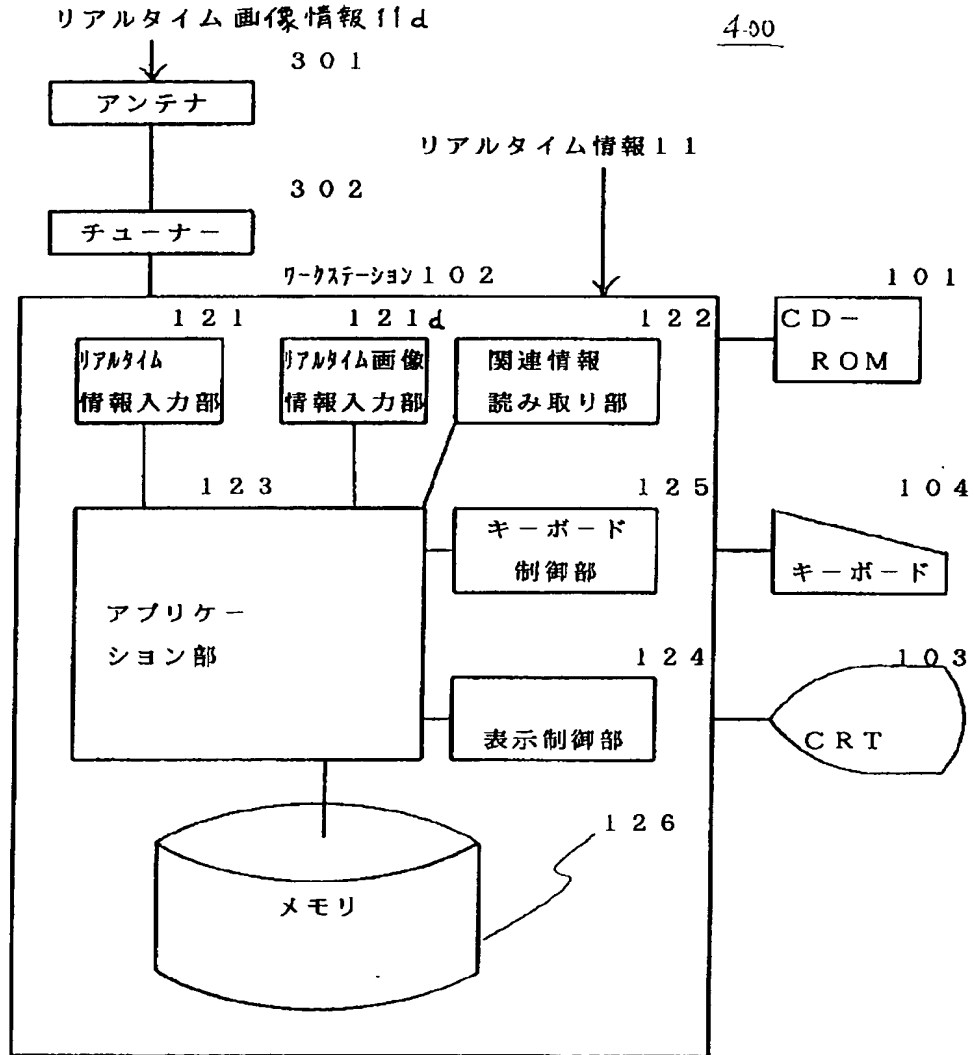 リアルタイム画像情報11d
400
301
アンテナ
リアルタイム情報11
302
チューナー
ワークステーション102
101
121
121d
122
CD-
ROM
リアルタイム
情報入力部
リアルタイム画像
情報入力部
関連情報
読み取り部
123
125
104
キーボード
制御部
キーボード
アプリケー
ション部
124
103
表示制御部
CRT
126
メモリ